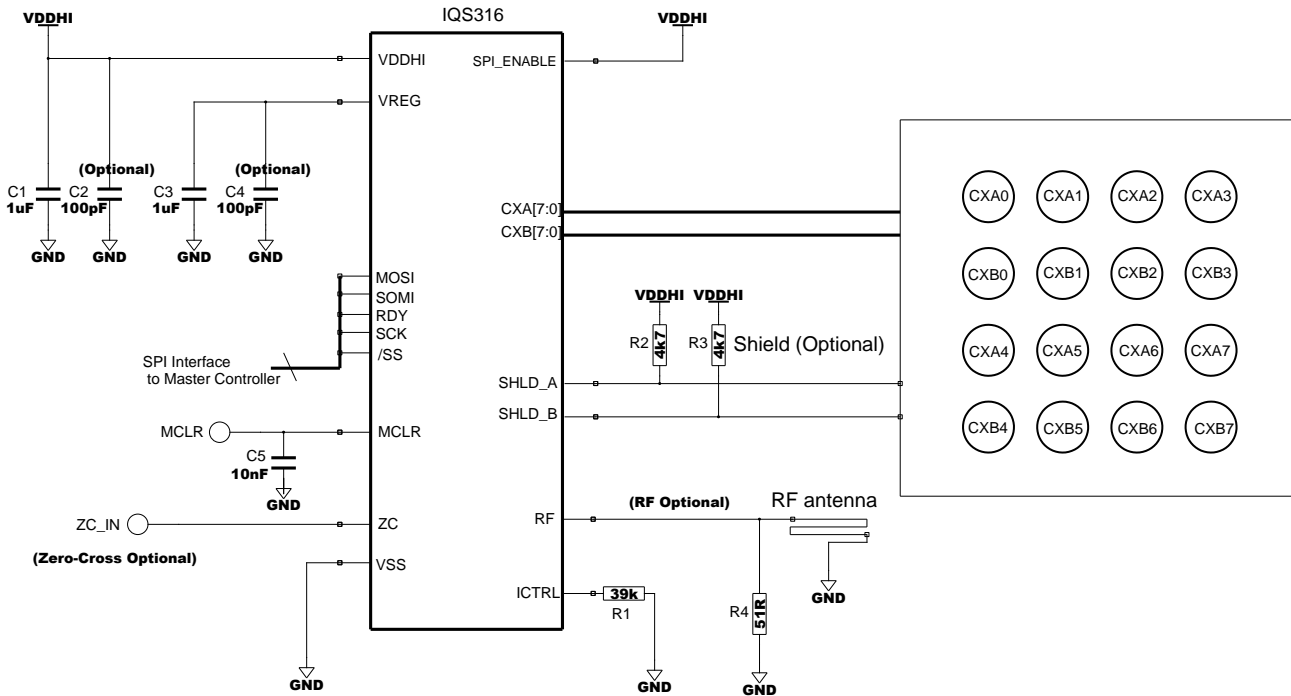 IQS316
VDDHI
VDDHI
VDDHI
SPI_ENABLE
VREG
(Optional)
(Optional)
C1
1uF
C2
100pF
C3
1uF
C4
100pF
GND
GND
GND
GND
CXA[7:0]
CXB[7:0]
CXA0
CXA1
CXA2
CXA3
CXB0
CXB1
CXB2
CXB3
CXA4
CXA5
CXA6
CXA7
CXB4
CXB5
CXB6
CXB7
MOSI
SOMI
RDY
SCK
/SS
SPI Interface
to Master Controller
VDDHI
VDDHI
R2
4k7
R3
4k7
Shield (Optional)
SHLD_A
SHLD_B
MCLR
MCLR
C5
10nF
GND
ZC_IN
ZC
(Zero-Cross Optional)
VSS
GND
RF
(RF Optional)
RF antenna
GND
ICTRL
39k
R1
GND
R4
51R
GND